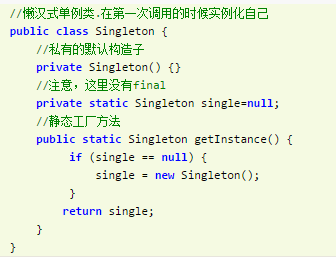 //懒汉式单例类.在第一次调用的时候实例化自己
public class Singleton {
//私有的默认构造子
private Singleton() {}
//注意，这里没有final
private static Singleton single=null;
//静态工厂方法
public static Singleton getInstance() {
if (single == null) {
single = new Singleton();
}
return single;
}
}